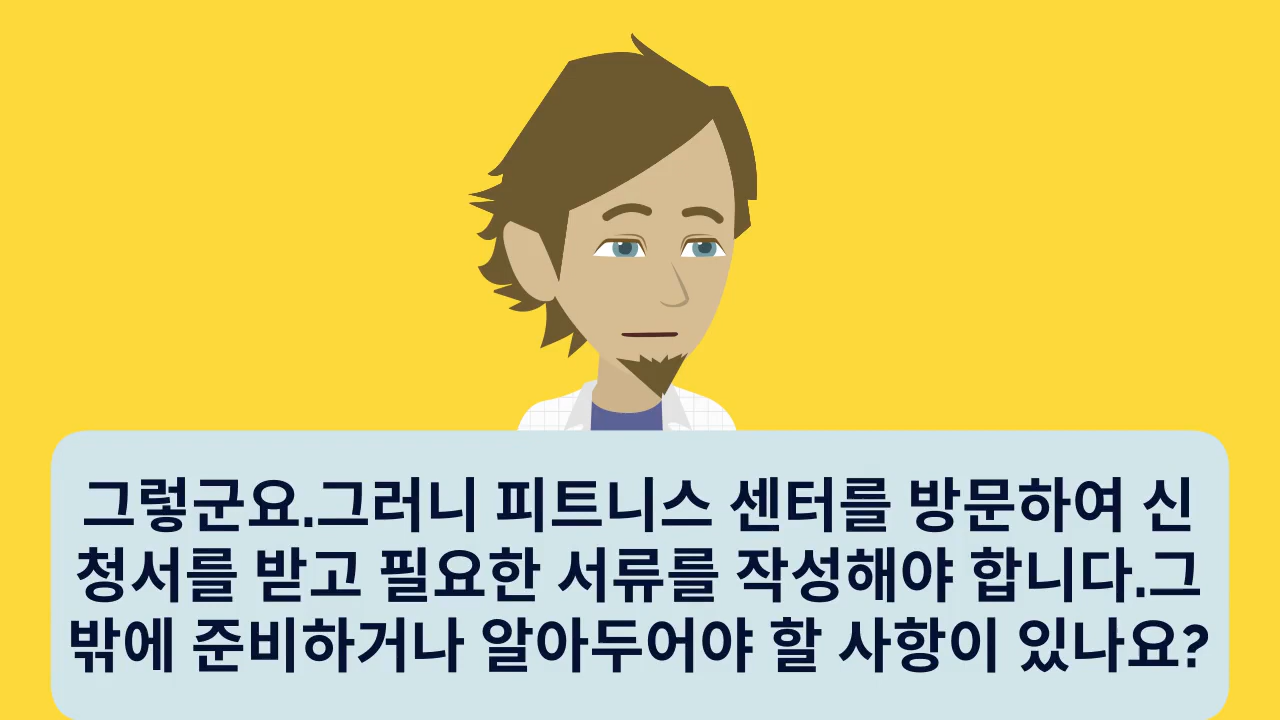 그렇군요.그러니 피트니스 센터를 방문하여 신
청서를 받고 필요한 서류를 작성해야 합니다.그
밖에 준비하거나 알아두어야 할 사항이 있나요?